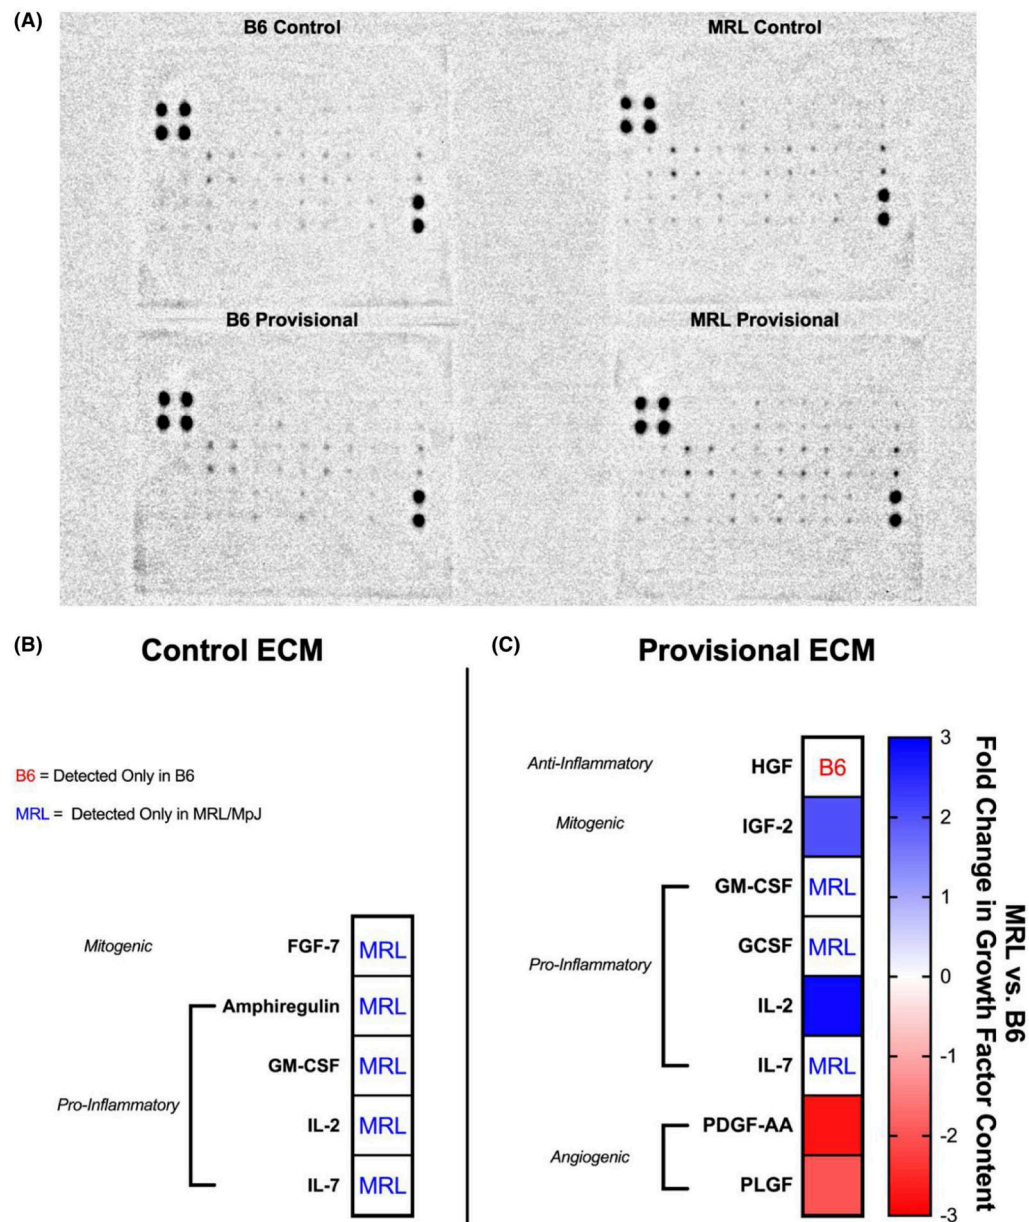 (A)
B6 Control
MRL Control
B6 Provisional
MRL Provisional
(B)
Control ECM
B6 = Detected Only in B6
MRL = Detected Only in MRL/MpJ
Mitogenic
FGF-7
MRL
Amphiregulin
MRL
GM-CSF
MRL
Pro-Inflammatory
IL-2
MRL
IL-7
MRL
(C)
Provisional ECM
Anti-Inflammatory
HGF
B6
Mitogenic
IGF-2
GM-CSF
MRL
GCSF
MRL
Pro-Inflammatory
IL-2
IL-7
MRL
PDGF-AA
Angiogenic
PLGF
3
2
1
0
-1
-2
-3
MRL vs. B6
Fold Change in Growth Factor Content